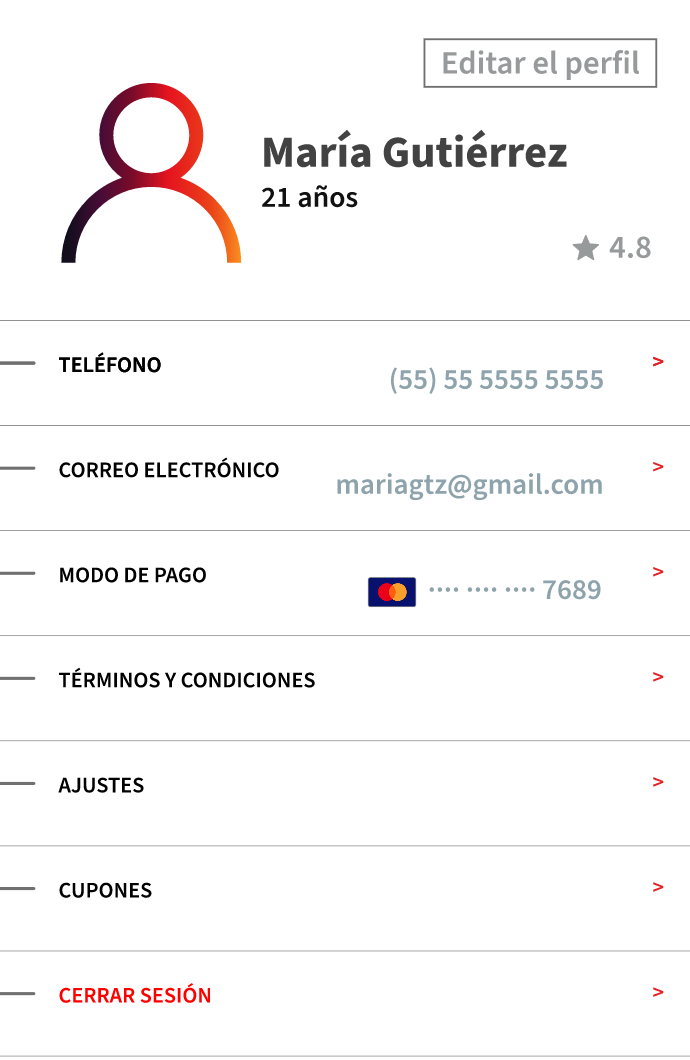 Editar el perfil
María Gutiérrez
21 años
4.8
TELÉFONO
(55) 55 5555 5555
>
CORREO ELECTRÓNICO
mariagtz@gmail.com
>
MODO DE PAGO
···· ···· ···· 7689
>
TÉRMINOS Y CONDICIONES
>
AJUSTES
>
CUPONES
>
CERRAR SESIÓN
>